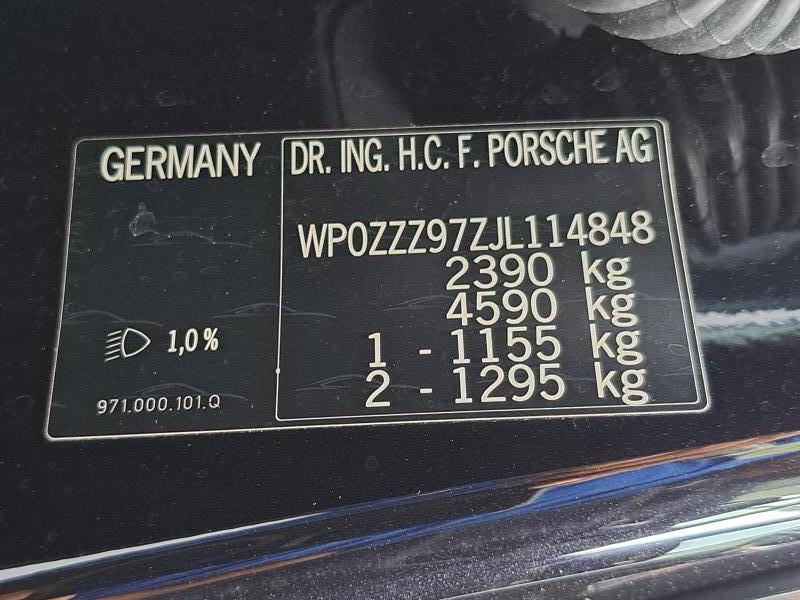 GERMANY
DR. ING. H.C. F. PORSCHE AG
WP0ZZZ97ZJL114848
2390 kg
4590 kg
1 - 1155 kg
2 - 1295 kg
1,0%
971.000.101.Q